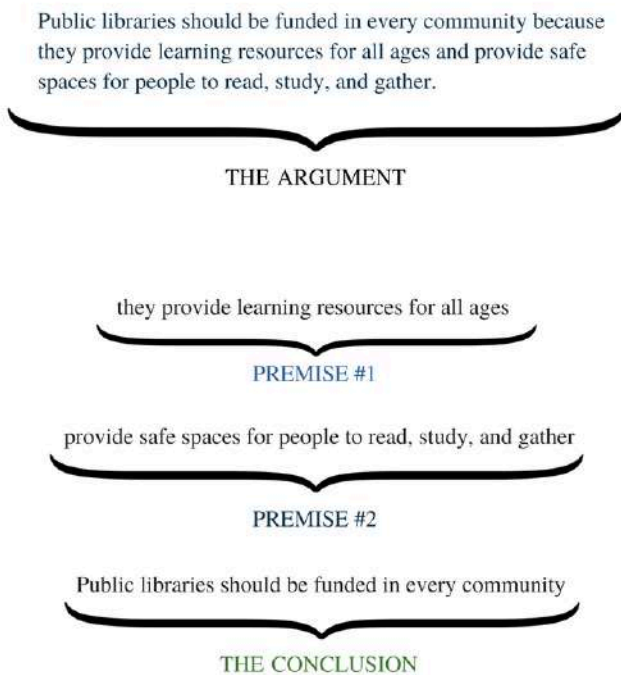 Public libraries should be funded in every community because
they provide learning resources for all ages and provide safe
spaces for people to read, study, and gather.
THE ARGUMENT
they provide learning resources for all ages
PREMISE #1
provide safe spaces for people to read, study, and gather
PREMISE #2
Public libraries should be funded in every community
THE CONCLUSION